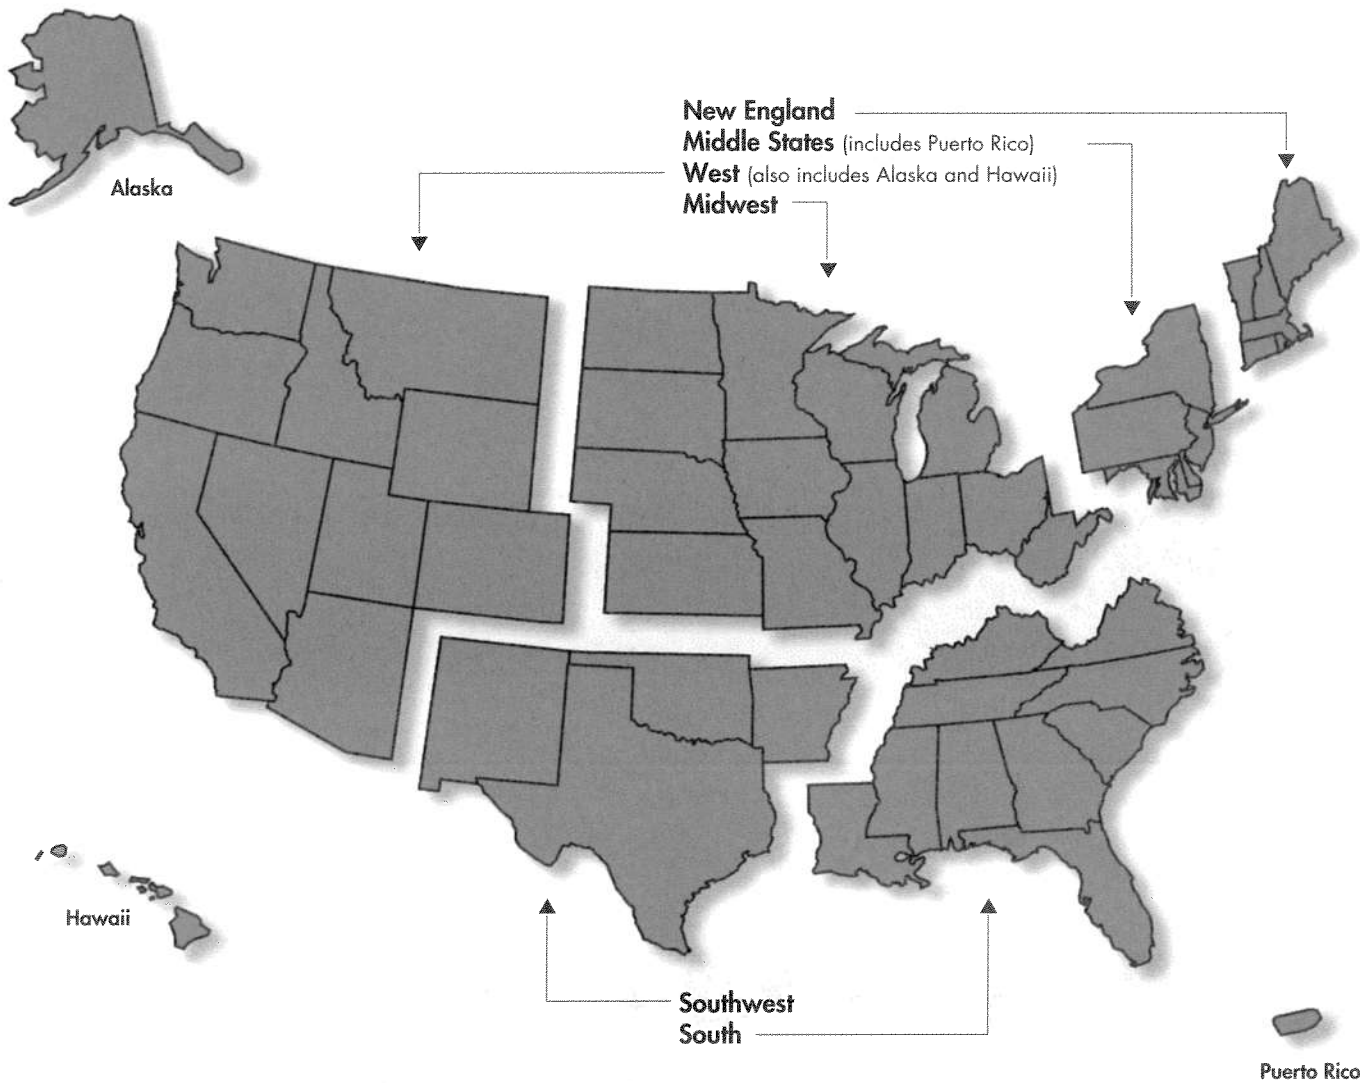 New England
Middle States (includes Puerto Rico)
West (also includes Alaska and Hawaii)
Midwest
Alaska
Hawaii
Southwest
South
Puerto Rico